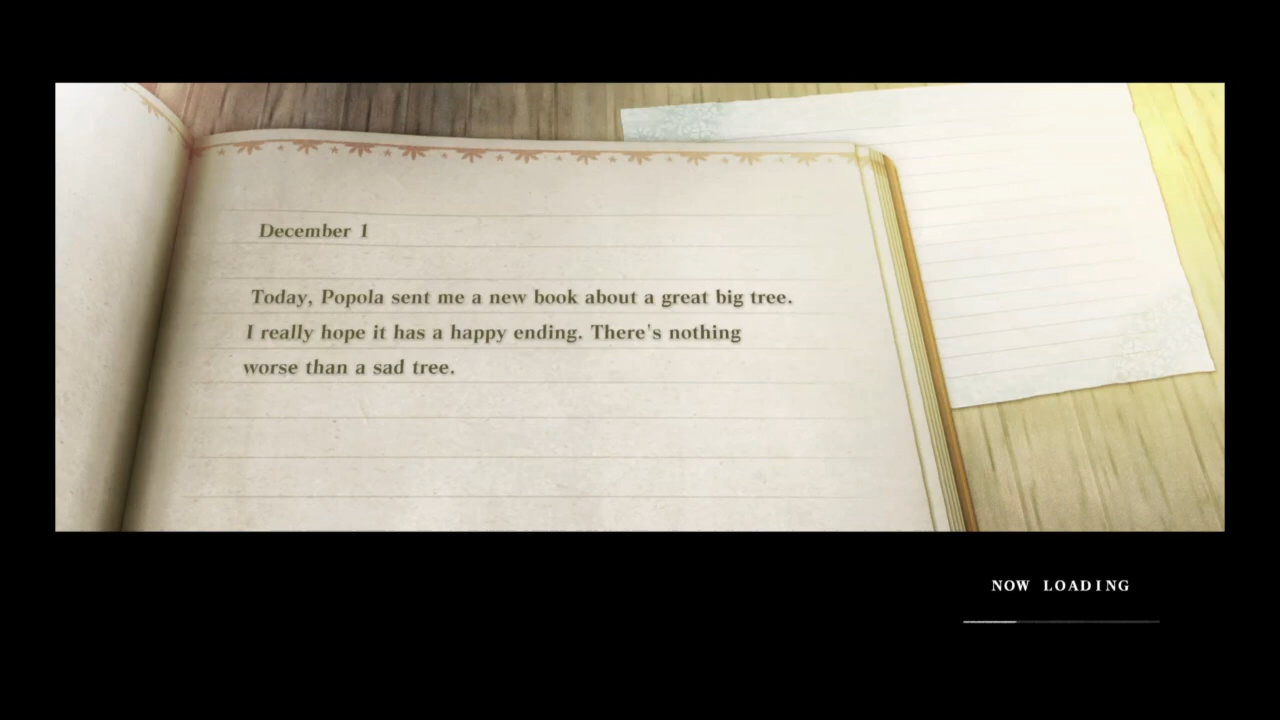 December 1
Today, Popola sent me a new book about a great big tree.
I really hope it has a happy ending. There's nothing
worse than a sad tree.
NOW LOADING